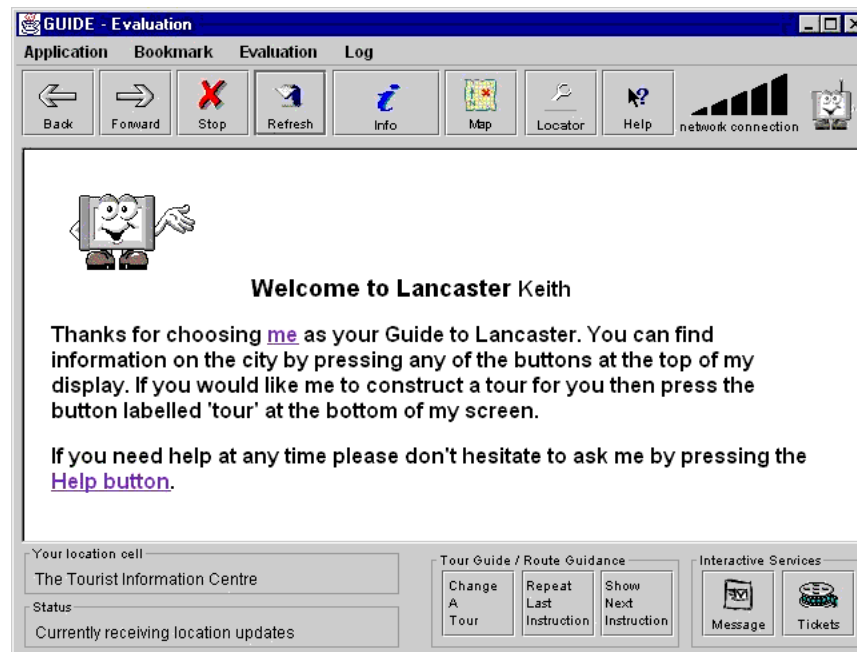 GUIDE - Evaluation
Application Bookmark Evaluation Log
Back Forward Stop Refresh Info Map Locator Help network connection
Welcome to Lancaster Keith
Thanks for choosing me as your Guide to Lancaster. You can find
information on the city by pressing any of the buttons at the top of my
display. If you would like me to construct a tour for you then press the
button labelled 'tour' at the bottom of my screen.
If you need help at any time please don't hesitate to ask me by pressing the
Help button.
Your location cell
The Tourist Information Centre
Status
Currently receiving location updates
Tour Guide / Route Guidance
Change
A
Tour
Repeat
Last
Instruction
Show
Next
Instruction
Interactive Services
Message Tickets